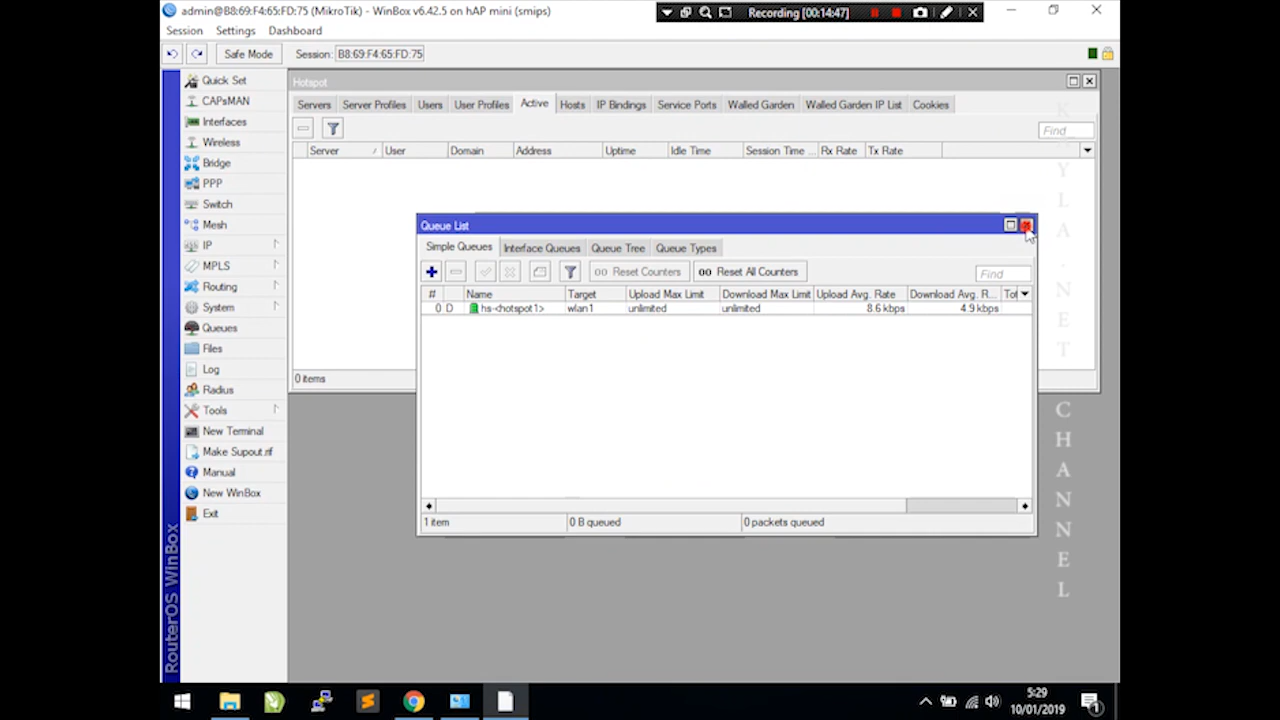 admin@B8:69:F4:65:FD:75 (MikroTik) - WinBox v6.42.5 on hAP mini (smips)
Recording [00:14:47]
Session Settings Dashboard
Safe Mode Session: B8:69:F4:65:FD:75
Quick Set
CAPsMAN
Interfaces
Wireless
Bridge
PPP
Switch
Mesh
IP
MPLS
Routing
System
Queues
Files
Log
Radius
Tools
New Terminal
Make Supout.rif
Manual
New WinBox
Exit
RouterOS WinBox
Hotspot
Servers Server Profiles Users User Profiles Active Hosts IP Bindings Service Ports Walled Garden Walled Garden IP List Cookies
Find
Server User Domain Address Uptime Idle Time Session Time ... Rx Rate Tx Rate
0 items
Queue List
Simple Queues Interface Queues Queue Tree Queue Types
00 Reset Counters 00 Reset All Counters Find
# Name Target Upload Max Limit Download Max Limit Upload Avg. Rate Download Avg. R... Tot
0 D hs-<hotspot1> wlan1 unlimited unlimited 8.6 kbps 4.9 kbps
1 item 0 B queued 0 packets queued
KYLA.NET CHANNEL
5:29
10/01/2019
1